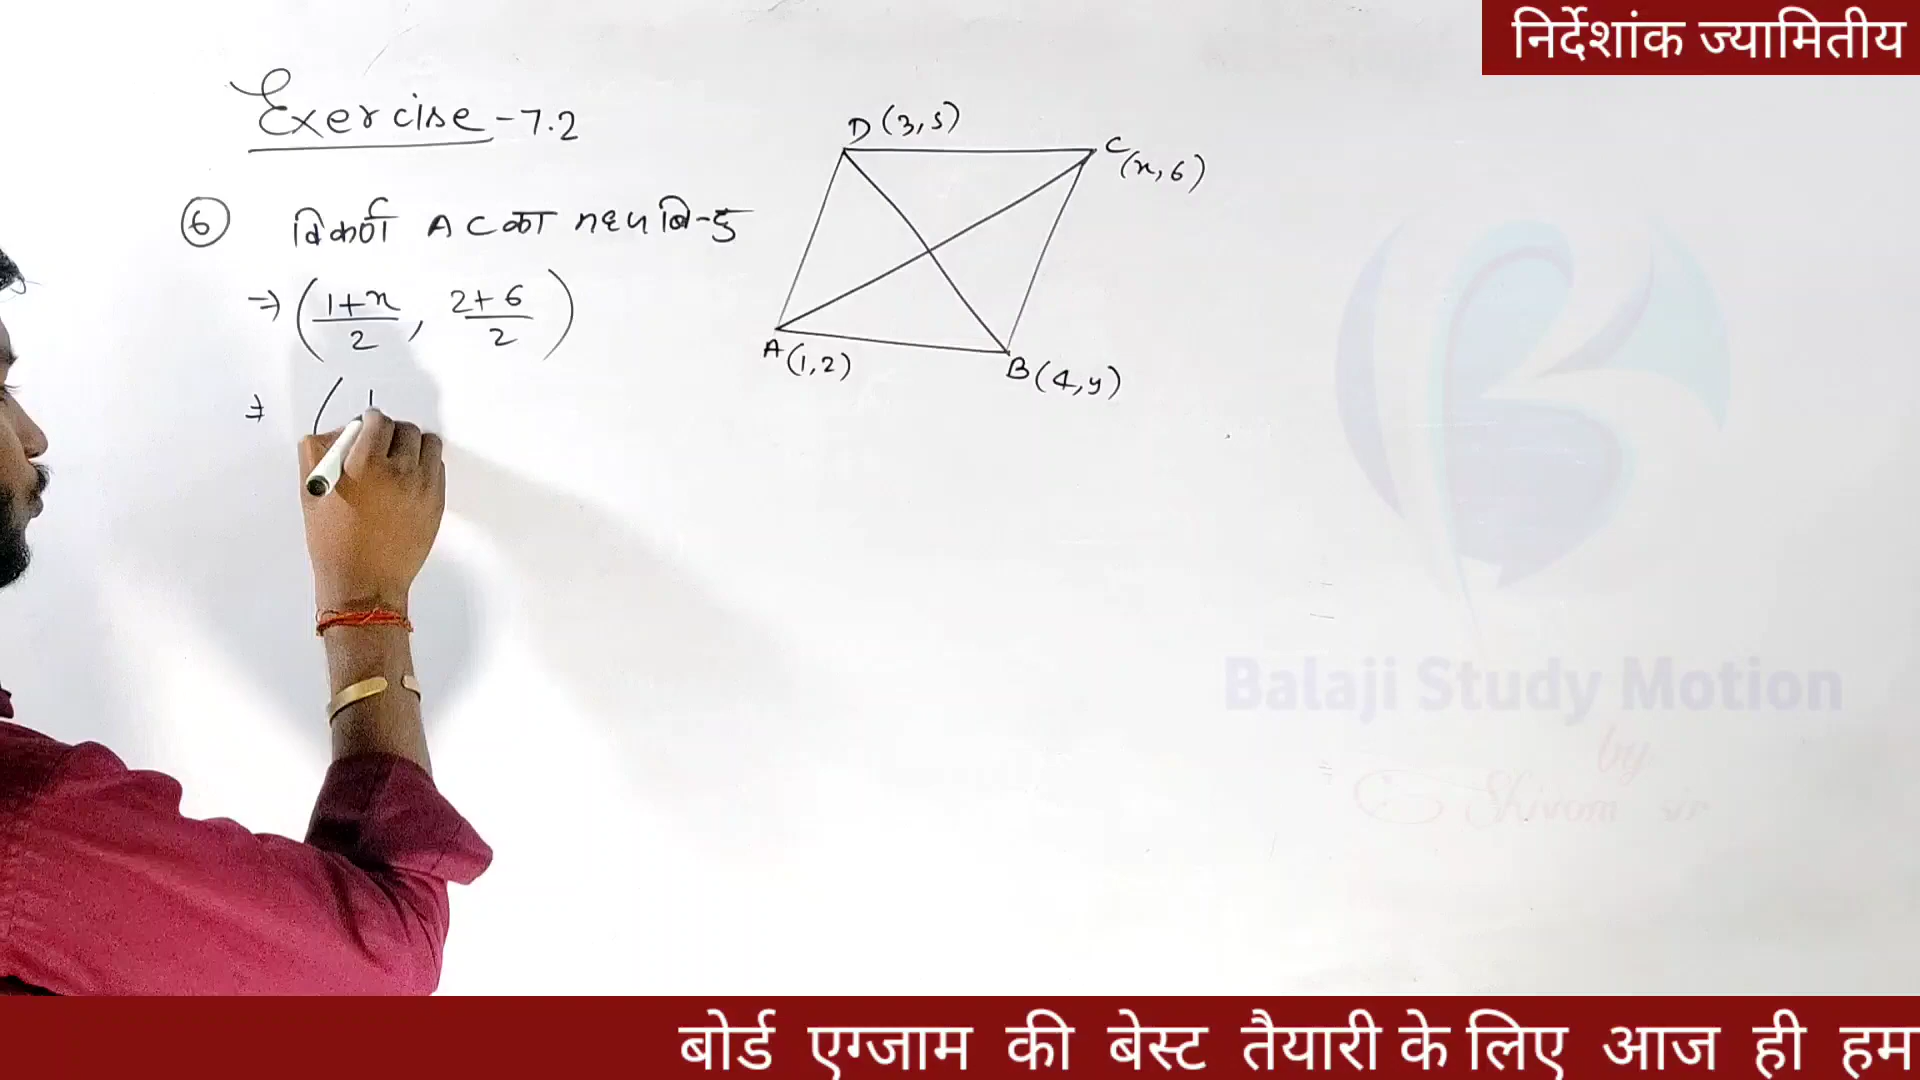 निर्देशांक ज्यामितीय
Exercise - 7.2
D (3, 5)
C (x, 6)
6 विकर्ण AC का मध्य बिन्दु
⇒ (1+x/2, 2+6/2)
A (1, 2)
B (4, y)
⇒ ( 1
Balaji Study Motion
by
Shivam sir
बोर्ड एग्जाम की बेस्ट तैयारी के लिए आज ही हम